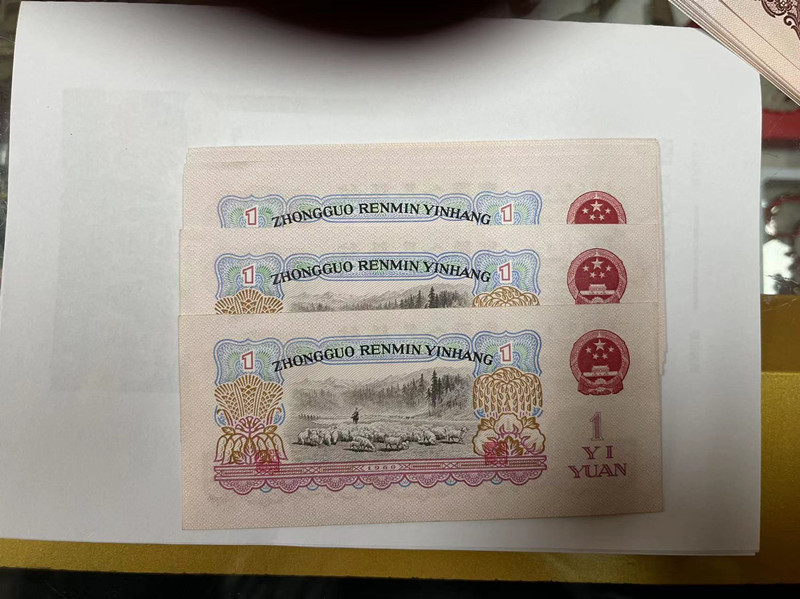 1 ZHONGGUO RENMIN YINHANG 1
1 ZHONGGUO RENMIN YINHANG 1
1 ZHONGGUO RENMIN YINHANG 1
1960
1
YI
YUAN